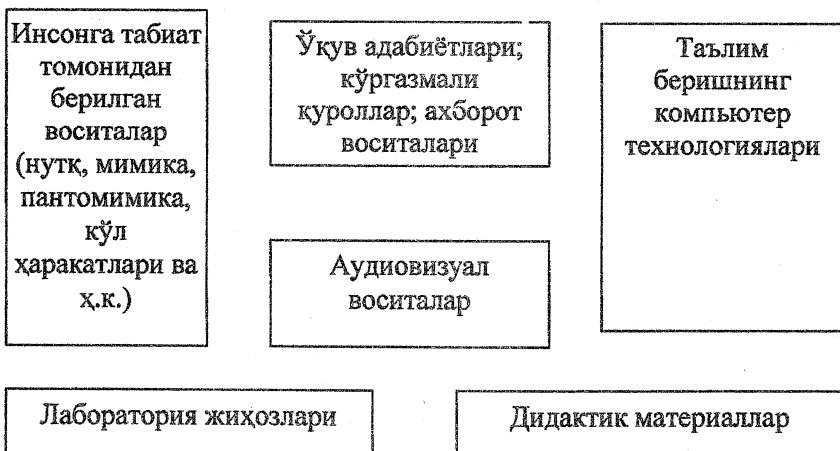 Инсонга табиат
томонидан
берилган
воситалар
(нутқ, мимика,
пантомимика,
кўл
ҳаракатлари ва
ҳ.к.)
Ўқув адабиётлари;
кўргазмали
қуроллар; ахборот
воситалари
Таълим
беришнинг
компьютер
технологиялари
Аудиовизуал
воситалар
Лаборатория жиҳозлари
Дидактик материаллар